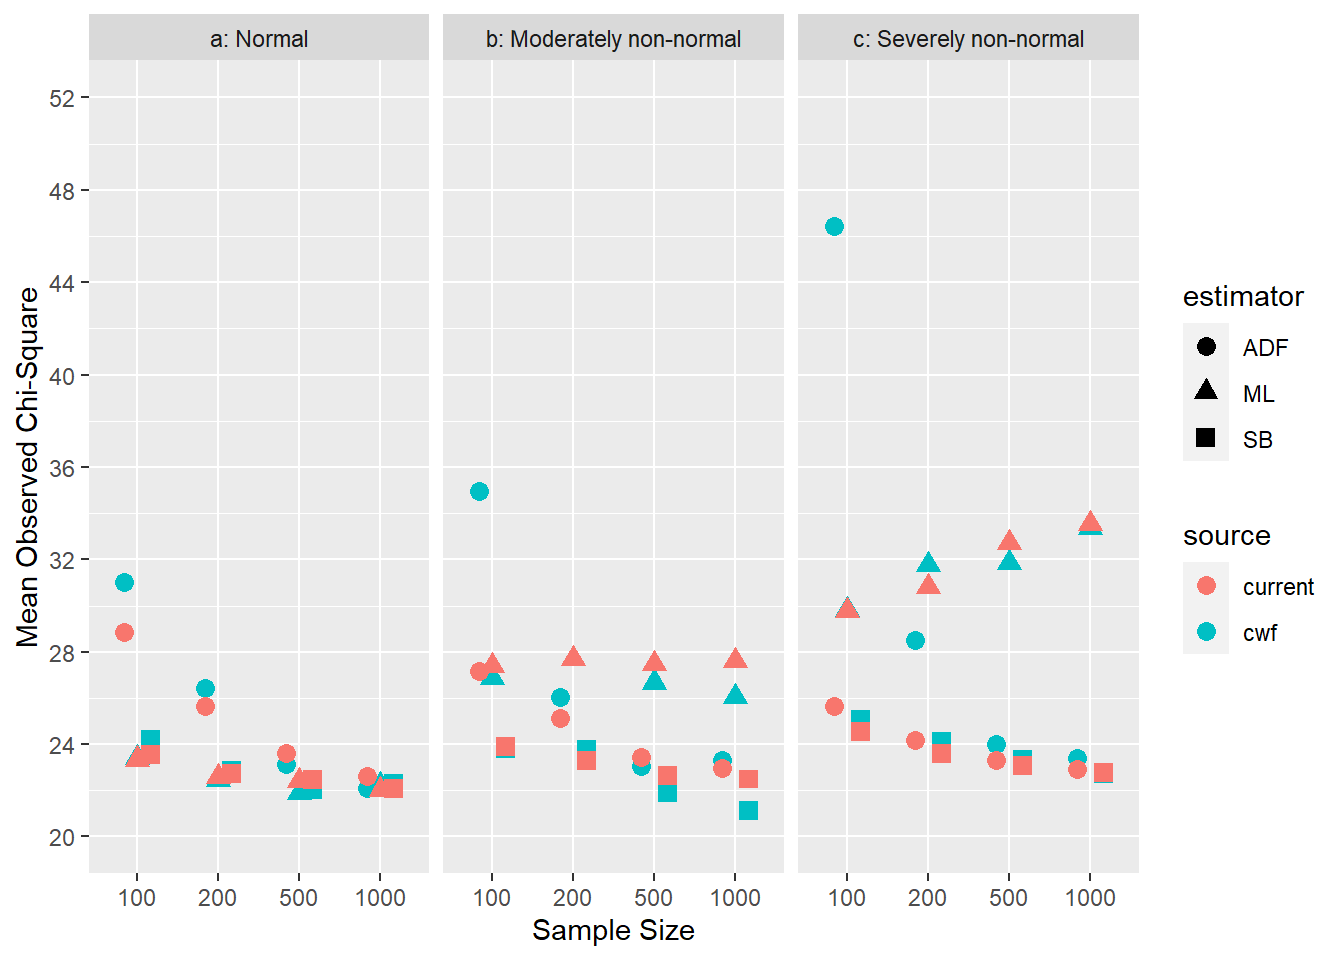 a: Normal
b: Moderately non-normal
c: Severely non-normal
Mean Observed Chi-Square
52
48
44
40
36
32
28
24
20
100 200 500 1000
100 200 500 1000
100 200 500 1000
Sample Size
estimator
ADF
ML
SB
source
current
cwf